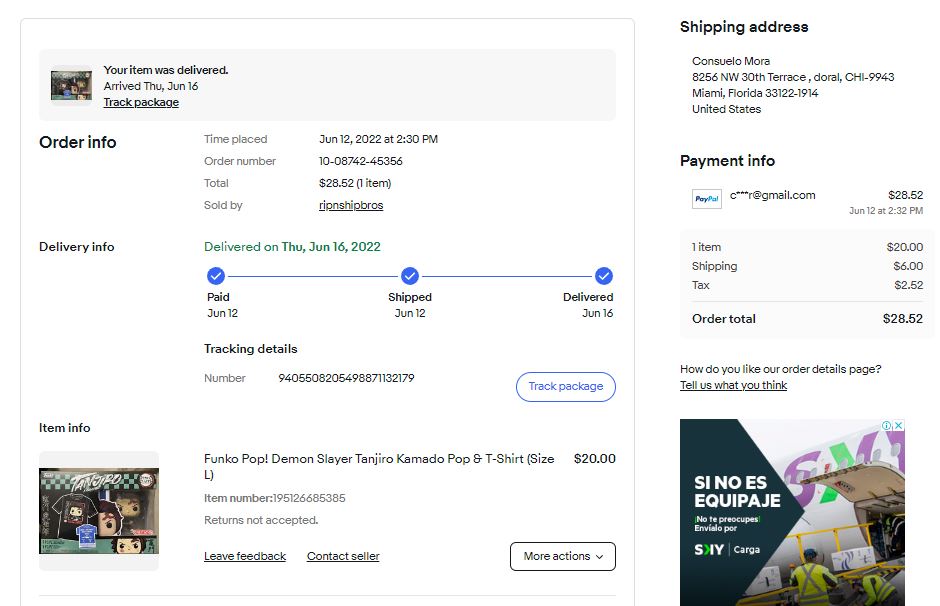 Your item was delivered.
Arrived Thu, Jun 16
Track package
Order info
Time placed Jun 12, 2022 at 2:30 PM
Order number 10-08742-45356
Total $28.52 (1 item)
Sold by ripnshipbros
Delivery info
Delivered on Thu, Jun 16, 2022
Paid Shipped Delivered
Jun 12 Jun 12 Jun 16
Tracking details
Number 9405508205498871132179
Track package
Item info
TANJIRO
Funko Pop! Demon Slayer Tanjiro Kamado Pop & T-Shirt (Size $20.00
L)
Item number:195126685385
Returns not accepted.
Leave feedback Contact seller More actions
Shipping address
Consuelo Mora
8256 NW 30th Terrace , doral, CHI-9943
Miami, Florida 33122-1914
United States
Payment info
PayPal c***r@gmail.com $28.52
Jun 12 at 2:32 PM
1 item $20.00
Shipping $6.00
Tax $2.52
Order total $28.52
How do you like our order details page?
Tell us what you think
SI NO ES
EQUIPAJE
¡No te preocupes!
Envíalo por
SKY Carga
SKY